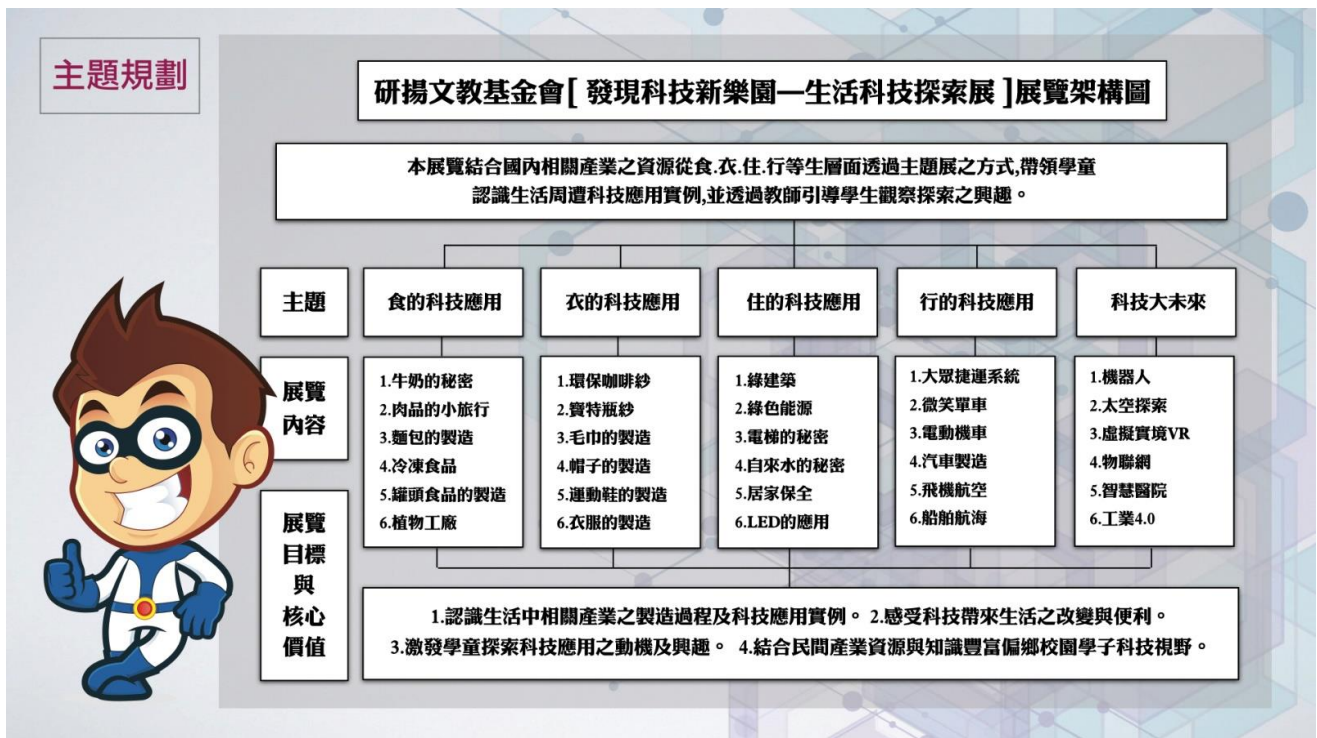 主題規劃
研揚文教基金會[ 發現科技新樂園—生活科技探索展 ]展覽架構圖
本展覽結合國內相關產業之資源從食.衣.住.行等生層面透過主題展之方式,帶領學童
認識生活周遭科技應用實例,並透過教師引導學生觀察探索之興趣。
主題
食的科技應用
衣的科技應用
住的科技應用
行的科技應用
科技大未來
展覽
內容
1.牛奶的秘密
2.肉品的小旅行
3.麵包的製造
4.冷凍食品
5.罐頭食品的製造
6.植物工廠
1.環保咖啡紗
2.寶特瓶紗
3.毛巾的製造
4.帽子的製造
5.運動鞋的製造
6.衣服的製造
1.綠建築
2.綠色能源
3.電梯的秘密
4.自來水的秘密
5.居家保全
6.LED的應用
1.大眾捷運系統
2.微笑單車
3.電動機車
4.汽車製造
5.飛機航空
6.船舶航海
1.機器人
2.太空探索
3.虛擬實境VR
4.物聯網
5.智慧醫院
6.工業4.0
展覽
目標
與
核心
價值
1.認識生活中相關產業之製造過程及科技應用實例。 2.感受科技帶來生活之改變與便利。
3.激發學童探索科技應用之動機及興趣。 4.結合民間產業資源與知識豐富偏鄉校園學子科技視野。